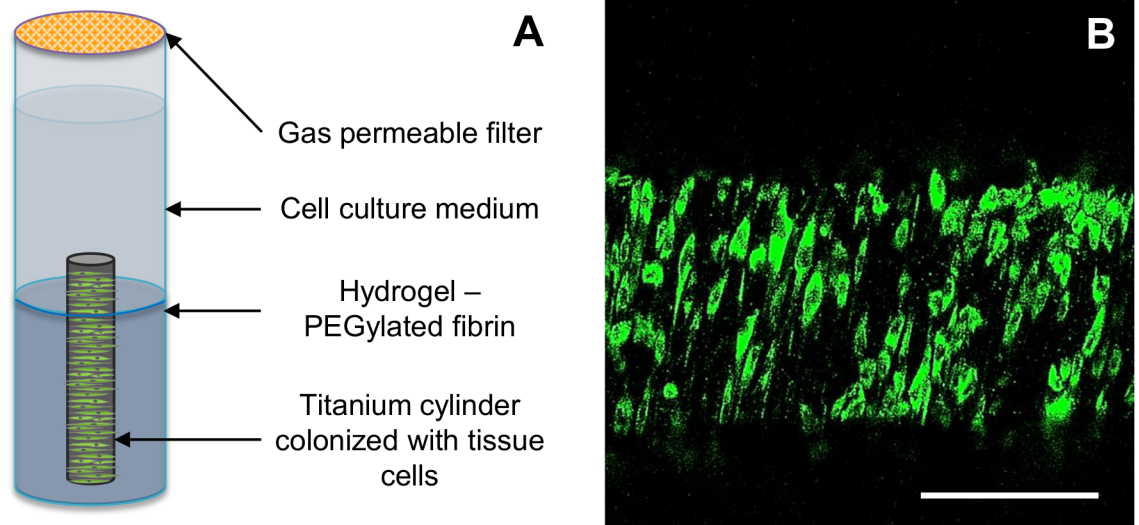 A
B
Gas permeable filter
Cell culture medium
Hydrogel –
PEGylated fibrin
Titanium cylinder
colonized with tissue
cells